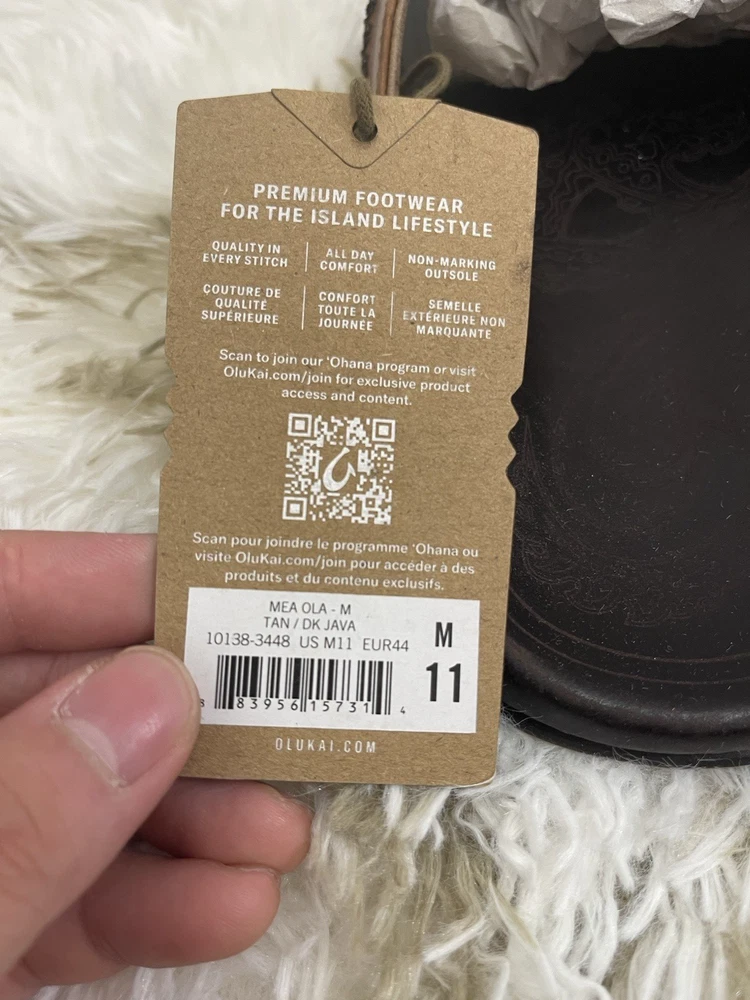 PREMIUM FOOTWEAR
FOR THE ISLAND LIFESTYLE
QUALITY IN
EVERY STITCH
ALL DAY
COMFORT
NON-MARKING
OUTSOLE
COUTURE DE
QUALITÉ
SUPÉRIEURE
CONFORT
TOUTE LA
JOURNÉE
SEMELLE
EXTÉRIEURE NON
MARQUANTE
Scan to join our ‘Ohana program or visit
OluKai.com/join for exclusive product
access and content.
Scan pour joindre le programme ‘Ohana ou
visite OluKai.com/join pour accéder à des
produits et du contenu exclusifs.
MEA OLA - M
TAN / DK JAVA
10138-3448 US M11 EUR44
M
11
8 83956 15731 4
OLUKAI.COM